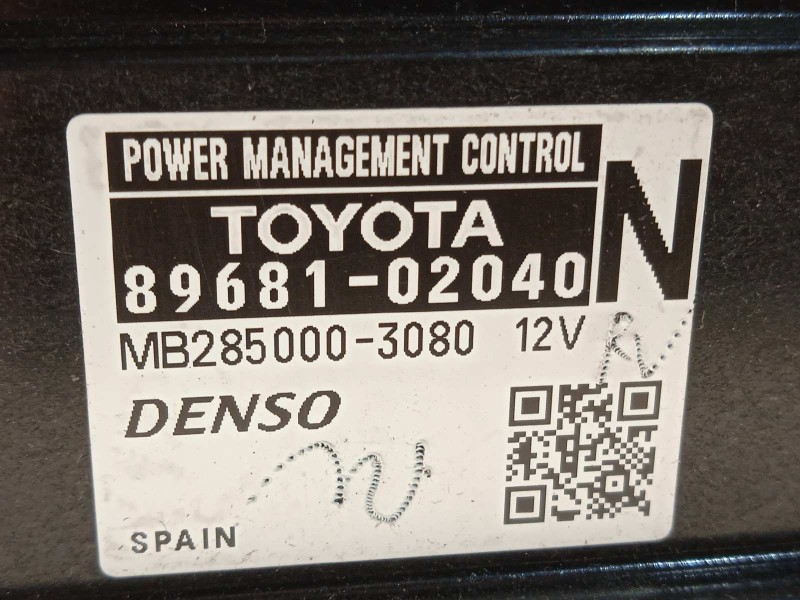 POWER MANAGEMENT CONTROL
TOYOTA
N
89681-02040
MB285000-3080 12V
DENSO
SPAIN